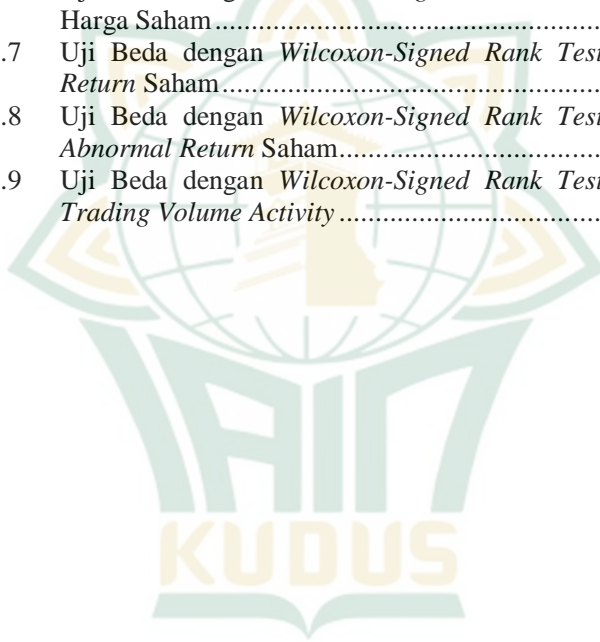 Harga Saham................................................................
.7 Uji Beda dengan Wilcoxon-Signed Rank Test
Return Saham...............................................................
.8 Uji Beda dengan Wilcoxon-Signed Rank Test
Abnormal Return Saham.............................................
.9 Uji Beda dengan Wilcoxon-Signed Rank Test
Trading Volume Activity.............................................
IAIN
KUDUS